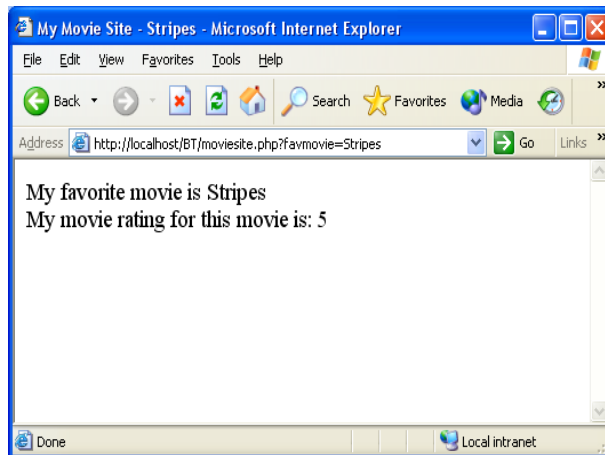 My Movie Site - Stripes - Microsoft Internet Explorer
File Edit View Favorites Tools Help
Back Search Favorites Media »
Address http://localhost/BT/moviesite.php?favmovie=Stripes Go Links »
My favorite movie is Stripes
My movie rating for this movie is: 5
Done Local intranet